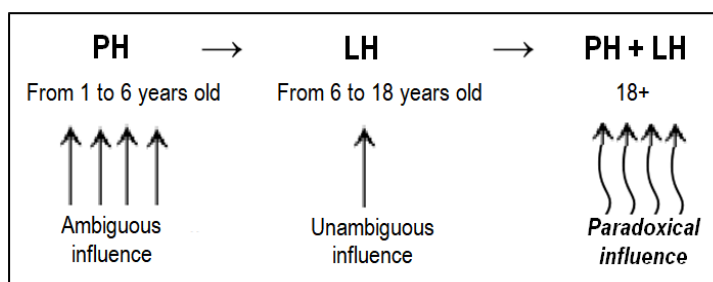 PH → LH → PH + LH
From 1 to 6 years old From 6 to 18 years old 18+
Ambiguous influence
Unambiguous influence
Paradoxical influence